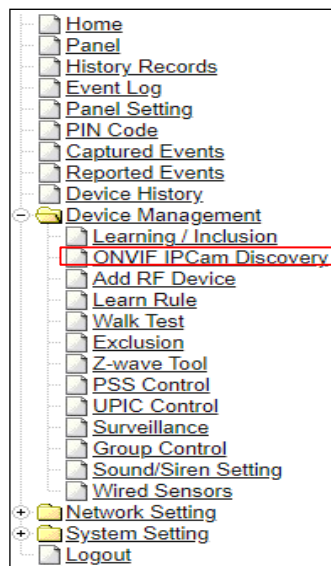 Home
Panel
History Records
Event Log
Panel Setting
PIN Code
Captured Events
Reported Events
Device History
Device Management
Learning / Inclusion
ONVIF IPCam Discovery
Add RF Device
Learn Rule
Walk Test
Exclusion
Z-wave Tool
PSS Control
UPIC Control
Surveillance
Group Control
Sound/Siren Setting
Wired Sensors
Network Setting
System Setting
Logout